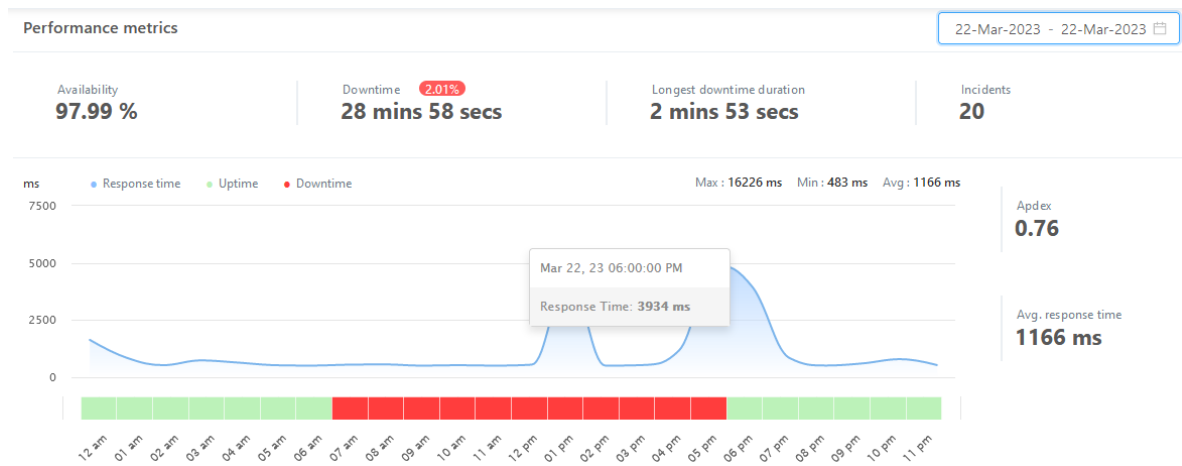 Performance metrics
22-Mar-2023 - 22-Mar-2023
Availability
97.99 %
Downtime 2.01%
28 mins 58 secs
Longest downtime duration
2 mins 53 secs
Incidents
20
ms
Response time Uptime Downtime
Max : 16226 ms Min : 483 ms Avg : 1166 ms
7500
5000
2500
0
Mar 22, 23 06:00:00 PM
Response Time: 3934 ms
12 am 01 am 02 am 03 am 04 am 05 am 06 am 07 am 08 am 09 am 10 am 11 am 12 pm 01 pm 02 pm 03 pm 04 pm 05 pm 06 pm 07 pm 08 pm 09 pm 10 pm 11 pm
Apdex
0.76
Avg. response time
1166 ms